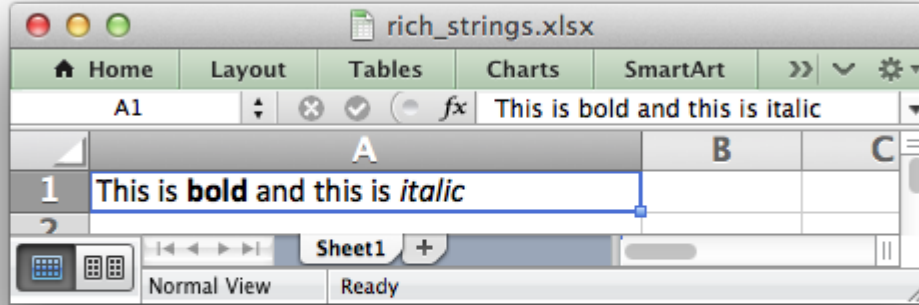 rich_strings.xlsx
Home Layout Tables Charts SmartArt
A1 fx This is bold and this is italic
A B C
1 This is bold and this is italic
2
Sheet1 +
Normal View Ready